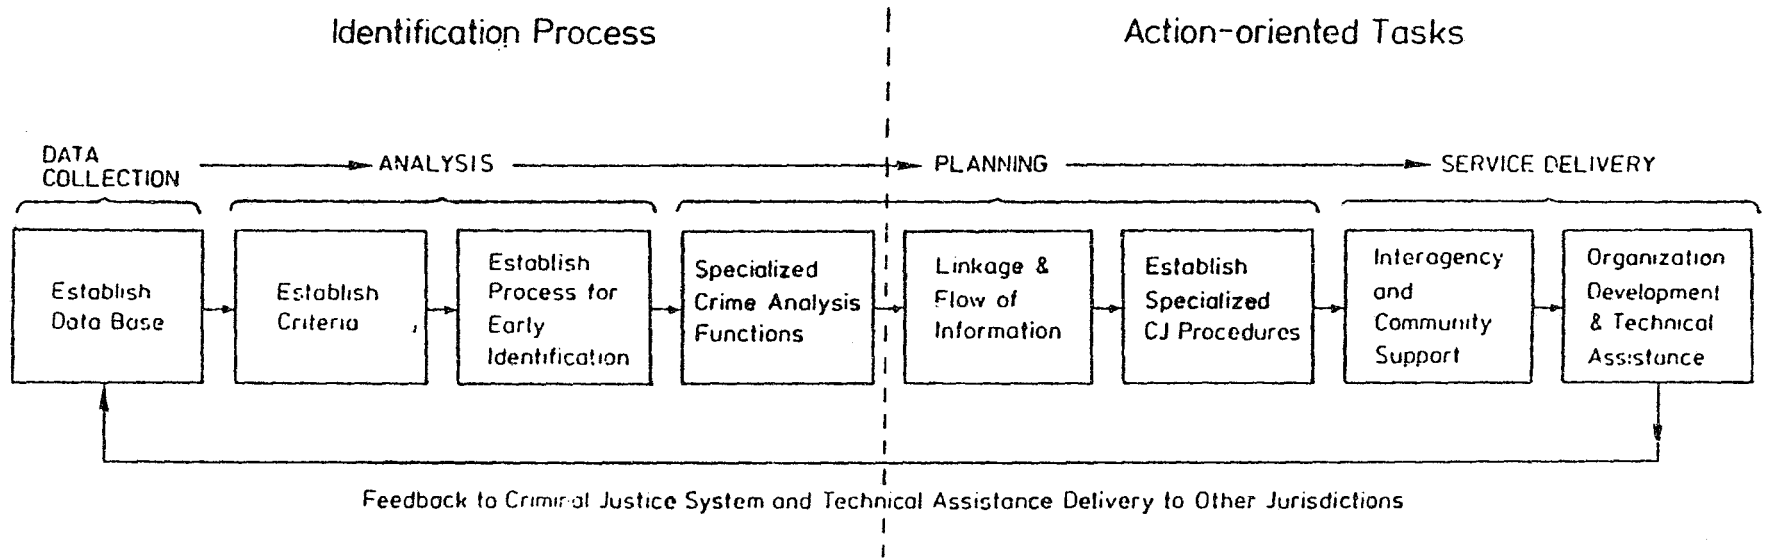 Identification Process
Action-oriented Tasks
DATA
COLLECTION
ANALYSIS
PLANNING
SERVICE DELIVERY
Establish
Data Base
Establish
Criteria
Establish
Process for
Early
Identification
Specialized
Crime Analysis
Functions
Linkage &
Flow of
Information
Establish
Specialized
CJ Procedures
Interagency
and
Community
Support
Organization
Development
& Technical
Assistance
Feedback to Criminal Justice System and Technical Assistance Delivery to Other Jurisdictions